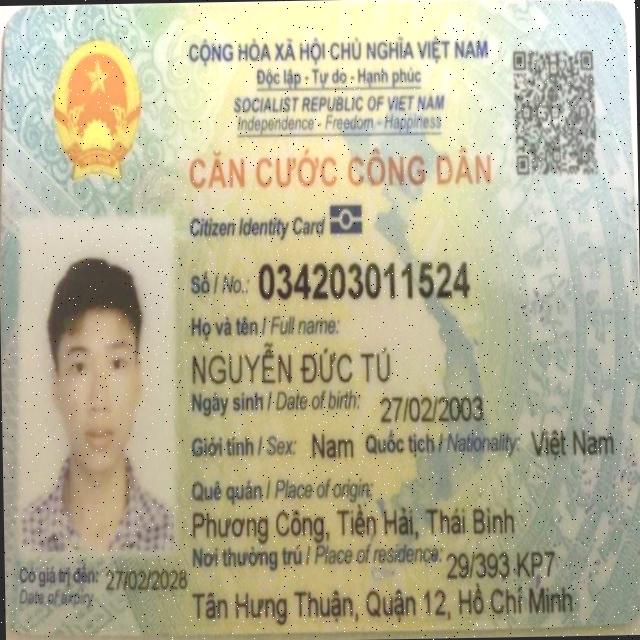 CỘNG HÒA XÃ HỘI CHỦ NGHĨA VIỆT NAM
Độc lập - Tự do - Hạnh phúc
SOCIALIST REPUBLIC OF VIET NAM
Independence - Freedom - Happiness
CĂN CƯỚC CÔNG DÂN
Citizen Identity Card
Số / No.: 034203011524
Họ và tên / Full name:
NGUYỄN ĐỨC TÚ
Ngày sinh / Date of birth: 27/02/2003
Giới tính / Sex: Nam Quốc tịch / Nationality: Việt Nam
Quê quán / Place of origin:
Phương Công, Tiền Hải, Thái Bình
Nơi thường trú / Place of residence: 29/393 KP7
Tân Hưng Thuận, Quận 12, Hồ Chí Minh
Có giá trị đến: 27/02/2028
Date of expiry